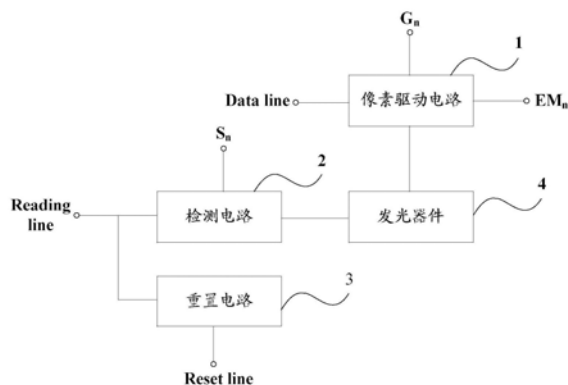 Gn
1
Data line
像素驱动电路
EMn
Sn
2
4
Reading
line
检测电路
发光器件
3
重置电路
Reset line